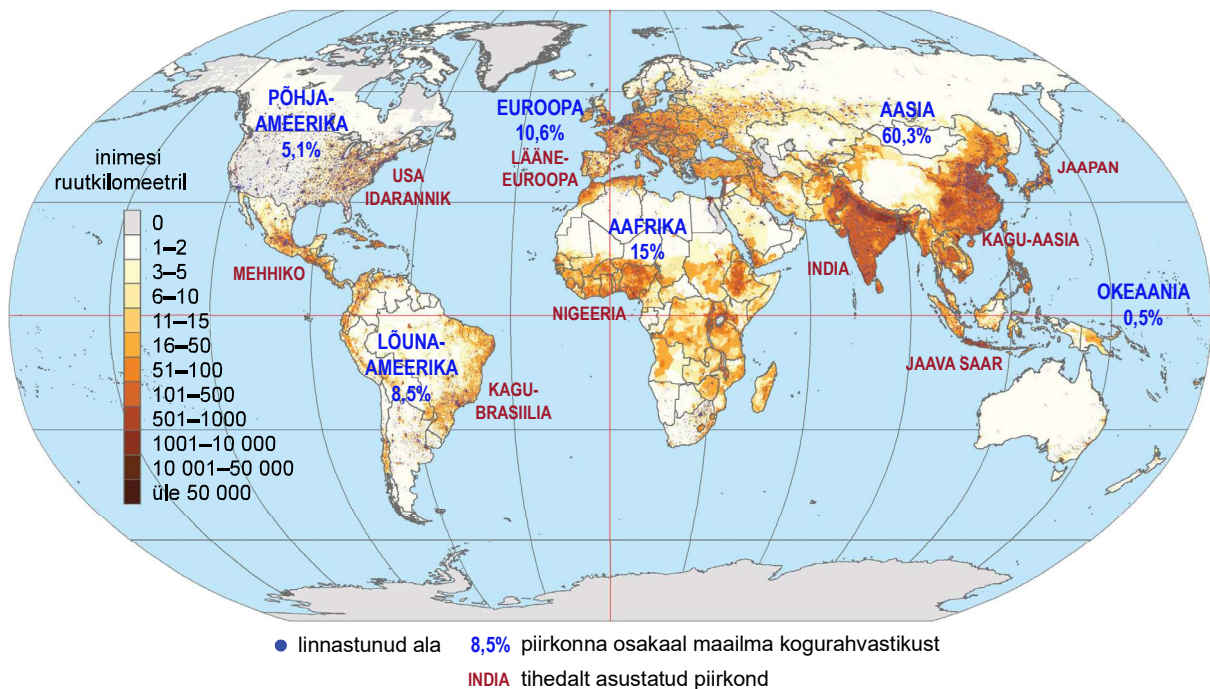 PÕHJA-
AMEERIKA
5,1%
EUROOPA
10,6%
LÄÄNE-
EUROOPA
AASIA
60,3%
JAAPAN
USA
IDARANNIK
inimesi
ruutkilomeetril
0
1–2
3–5
6–10
11–15
16–50
51–100
101–500
501–1000
1001–10 000
10 001–50 000
üle 50 000
MEHHIKO
AAFRIKA
15%
NIGEERIA
INDIA
KAGU-AASIA
OKEAANIA
0,5%
LÕUNA-
AMEERIKA
8,5%
KAGU-
BRASIILIA
JAAVA SAAR
linnastunud ala
8,5% piirkonna osakaal maailma kogurahvastikust
INDIA tihedalt asustatud piirkond